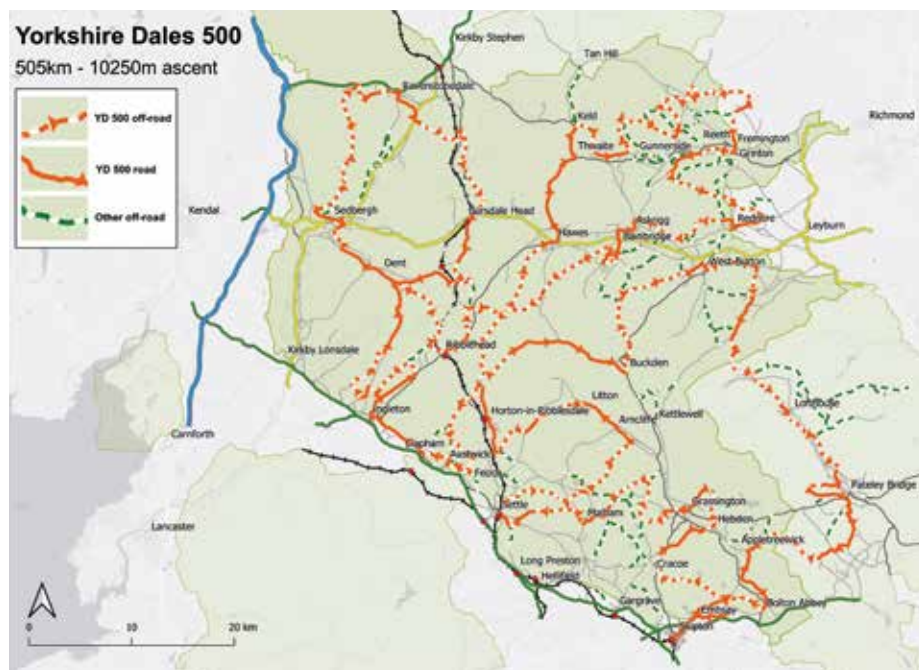 Yorkshire Dales 500
505km - 10250m ascent
YD 500 off-road
YD 500 road
Other off-road
Kirkby Stephen
Tan Hill
Ravenstonedale
Richmond
Keld
Thwaite
Gunnerside
Reeth
Fremington
Grinton
Kendal
Sedbergh
Garsdale Head
Askrigg
Bainbridge
Redmire
Leyburn
Hawes
Dent
West-Burton
Kirkby Lonsdale
Ribblehead
Buckden
Ingleton
Horton-in-Ribblesdale
Litton
Arncliffe
Kettlewell
Carnforth
Clapham
Austwick
Pateley Bridge
Settle
Malham
Grassington
Hebden
Lancaster
Appletreewick
Cracoe
Long Preston
Hellifield
Gargrave
Embsay
Bolton Abbey
Skipton
0 10 20 km